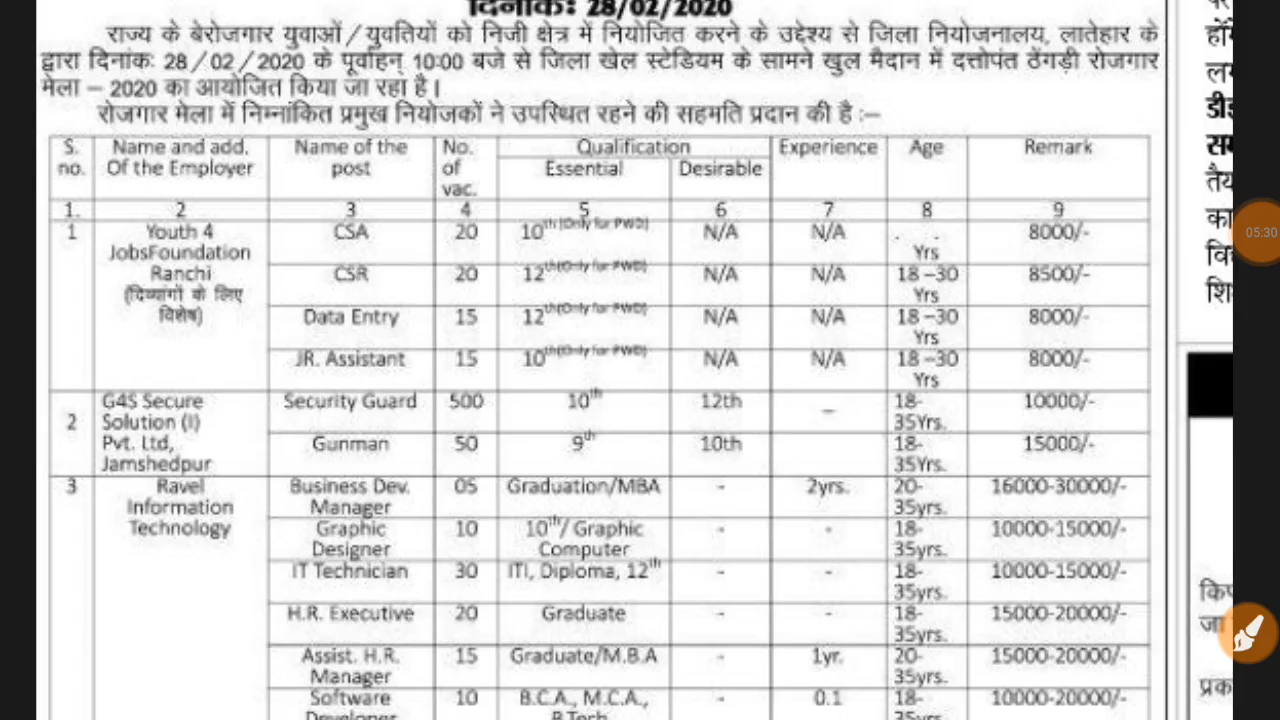 दिनांकः 28/02/2020
राज्य के बेरोजगार युवाओं/युवतियों को निजी क्षेत्र में नियोजित करने के उद्देश्य से जिला नियोजनालय, लातेहार के
द्वारा दिनांकः 28/02/2020 के पूर्वाहन् 10:00 बजे से जिला खेल स्टेडियम के सामने खुल मैदान में दत्तोपंत ठेंगड़ी रोजगार
मेला – 2020 का आयोजित किया जा रहा है।
रोजगार मेला में निम्नांकित प्रमुख नियोजकों ने उपस्थित रहने की सहमति प्रदान की है :–
S. no. Name and add. Of the Employer Name of the post No. of vac. Qualification Essential Desirable Experience Age Remark
1. 2 3 4 5 6 7 8 9
1 Youth 4 JobsFoundation Ranchi (दिव्यांगों के लिए विशेष) CSA 20 10th (Only for PWD) N/A N/A Yrs 8000/-
CSR 20 12th(Only for PWD) N/A N/A 18 –30 Yrs 8500/-
Data Entry 15 12th(Only for PWD) N/A N/A 18 –30 Yrs 8000/-
JR. Assistant 15 10th(Only for PWD) N/A N/A 18 –30 Yrs 8000/-
2 G4S Secure Solution (I) Pvt. Ltd, Jamshedpur Security Guard 500 10th 12th – 18-35Yrs. 10000/-
Gunman 50 9th 10th 18-35Yrs. 15000/-
3 Ravel Information Technology Business Dev. Manager 05 Graduation/MBA - 2yrs. 20-35yrs. 16000-30000/-
Graphic Designer 10 10th/ Graphic Computer - - 18-35yrs. 10000-15000/-
IT Technician 30 ITI, Diploma, 12th - - 18-35yrs. 10000-15000/-
H.R. Executive 20 Graduate - - 18-35yrs. 15000-20000/-
Assist. H.R. Manager 15 Graduate/M.B.A - 1yr. 20-35yrs. 15000-20000/-
Software Developer 10 B.C.A., M.C.A., B.Tech - 0.1 18-35yrs. 10000-20000/-
05:30